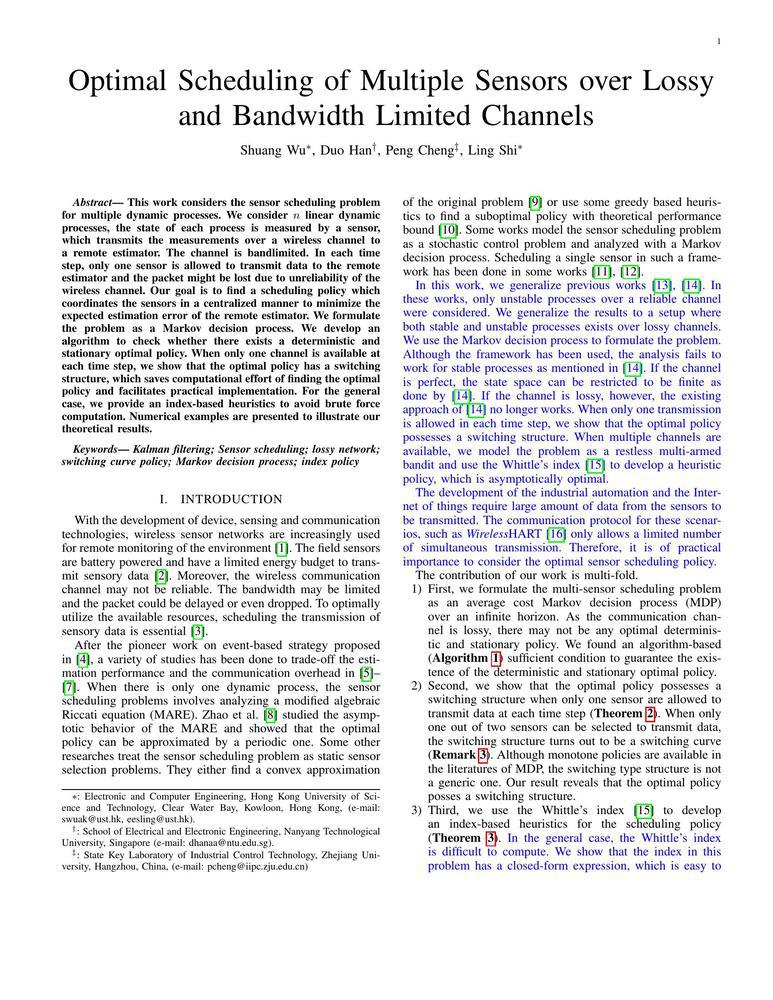 1
Optimal Scheduling of Multiple Sensors over Lossy
and Bandwidth Limited Channels
Shuang Wu∗, Duo Han†, Peng Cheng‡, Ling Shi∗
Abstract— This work considers the sensor scheduling problem
for multiple dynamic processes. We consider n linear dynamic
processes, the state of each process is measured by a sensor,
which transmits the measurements over a wireless channel to
a remote estimator. The channel is bandlimited. In each time
step, only one sensor is allowed to transmit data to the remote
estimator and the packet might be lost due to unreliability of the
wireless channel. Our goal is to find a scheduling policy which
coordinates the sensors in a centralized manner to minimize the
expected estimation error of the remote estimator. We formulate
the problem as a Markov decision process. We develop an
algorithm to check whether there exists a deterministic and
stationary optimal policy. When only one channel is available at
each time step, we show that the optimal policy has a switching
structure, which saves computational effort of finding the optimal
policy and facilitates practical implementation. For the general
case, we provide an index-based heuristics to avoid brute force
computation. Numerical examples are presented to illustrate our
theoretical results.
Keywords— Kalman filtering; Sensor scheduling; lossy network;
switching curve policy; Markov decision process; index policy
I. INTRODUCTION
With the development of device, sensing and communication
technologies, wireless sensor networks are increasingly used
for remote monitoring of the environment [1]. The field sensors
are battery powered and have a limited energy budget to trans-
mit sensory data [2]. Moreover, the wireless communication
channel may not be reliable. The bandwidth may be limited
and the packet could be delayed or even dropped. To optimally
utilize the available resources, scheduling the transmission of
sensory data is essential [3].
After the pioneer work on event-based strategy proposed
in [4], a variety of studies has been done to trade-off the esti-
mation performance and the communication overhead in [5]–
[7]. When there is only one dynamic process, the sensor
scheduling problems involves analyzing a modified algebraic
Riccati equation (MARE). Zhao et al. [8] studied the asymp-
totic behavior of the MARE and showed that the optimal
policy can be approximated by a periodic one. Some other
researches treat the sensor scheduling problem as static sensor
selection problems. They either find a convex approximation
∗: Electronic and Computer Engineering, Hong Kong University of Sci-
ence and Technology, Clear Water Bay, Kowloon, Hong Kong, (e-mail:
swuak@ust.hk, eesling@ust.hk).
†: School of Electrical and Electronic Engineering, Nanyang Technological
University, Singapore (e-mail: dhanaa@ntu.edu.sg).
‡: State Key Laboratory of Industrial Control Technology, Zhejiang Uni-
versity, Hangzhou, China, (e-mail: pcheng@iipc.zju.edu.cn)
of the original problem [9] or use some greedy based heuris-
tics to find a suboptimal policy with theoretical performance
bound [10]. Some works model the sensor scheduling problem
as a stochastic control problem and analyzed with a Markov
decision process. Scheduling a single sensor in such a frame-
work has been done in some works [11], [12].
In this work, we generalize previous works [13], [14]. In
these works, only unstable processes over a reliable channel
were considered. We generalize the results to a setup where
both stable and unstable processes exists over lossy channels.
We use the Markov decision process to formulate the problem.
Although the framework has been used, the analysis fails to
work for stable processes as mentioned in [14]. If the channel
is perfect, the state space can be restricted to be finite as
done by [14]. If the channel is lossy, however, the existing
approach of [14] no longer works. When only one transmission
is allowed in each time step, we show that the optimal policy
possesses a switching structure. When multiple channels are
available, we model the problem as a restless multi-armed
bandit and use the Whittle's index [15] to develop a heuristic
policy, which is asymptotically optimal.
The development of the industrial automation and the Inter-
net of things require large amount of data from the sensors to
be transmitted. The communication protocol for these scenar-
ios, such as WirelessHART [16] only allows a limited number
of simultaneous transmission. Therefore, it is of practical
importance to consider the optimal sensor scheduling policy.
The contribution of our work is multi-fold.
1) First, we formulate the multi-sensor scheduling problem
as an average cost Markov decision process (MDP)
over an infinite horizon. As the communication chan-
nel is lossy, there may not be any optimal determinis-
tic and stationary policy. We found an algorithm-based
(Algorithm 1) sufficient condition to guarantee the exis-
tence of the deterministic and stationary optimal policy.
2) Second, we show that the optimal policy possesses a
switching structure when only one sensor are allowed to
transmit data at each time step (Theorem 2). When only
one out of two sensors can be selected to transmit data,
the switching structure turns out to be a switching curve
(Remark 3). Although monotone policies are available in
the literatures of MDP, the switching type structure is not
a generic one. Our result reveals that the optimal policy
posses a switching structure.
3) Third, we use the Whittle's index [15] to develop
an index-based heuristics for the scheduling policy
(Theorem 3). In the general case, the Whittle's index
is difficult to compute. We show that the index in this
problem has a closed-form expression, which is easy to